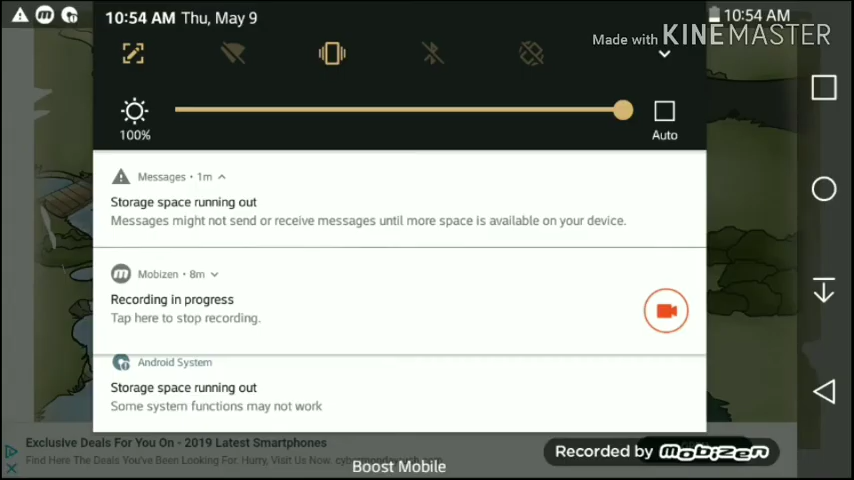 10:54 AM Thu, May 9
10:54 AM
Made with KINEMASTER
100%
Auto
Messages • 1m
Storage space running out
Messages might not send or receive messages until more space is available on your device.
Mobizen • 8m
Recording in progress
Tap here to stop recording.
Android System
Storage space running out
Some system functions may not work
Exclusive Deals For You On - 2019 Latest Smartphones
Find Here The Deals You've Been Looking For. Hurry, Visit Us Now.
Recorded by mobizen
Boost Mobile